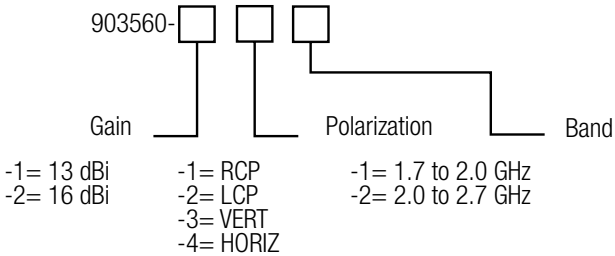 903560-
Gain Polarization Band
-1= 13 dBi -1= RCP -1= 1.7 to 2.0 GHz
-2= 16 dBi -2= LCP -2= 2.0 to 2.7 GHz
-3= VERT
-4= HORIZ